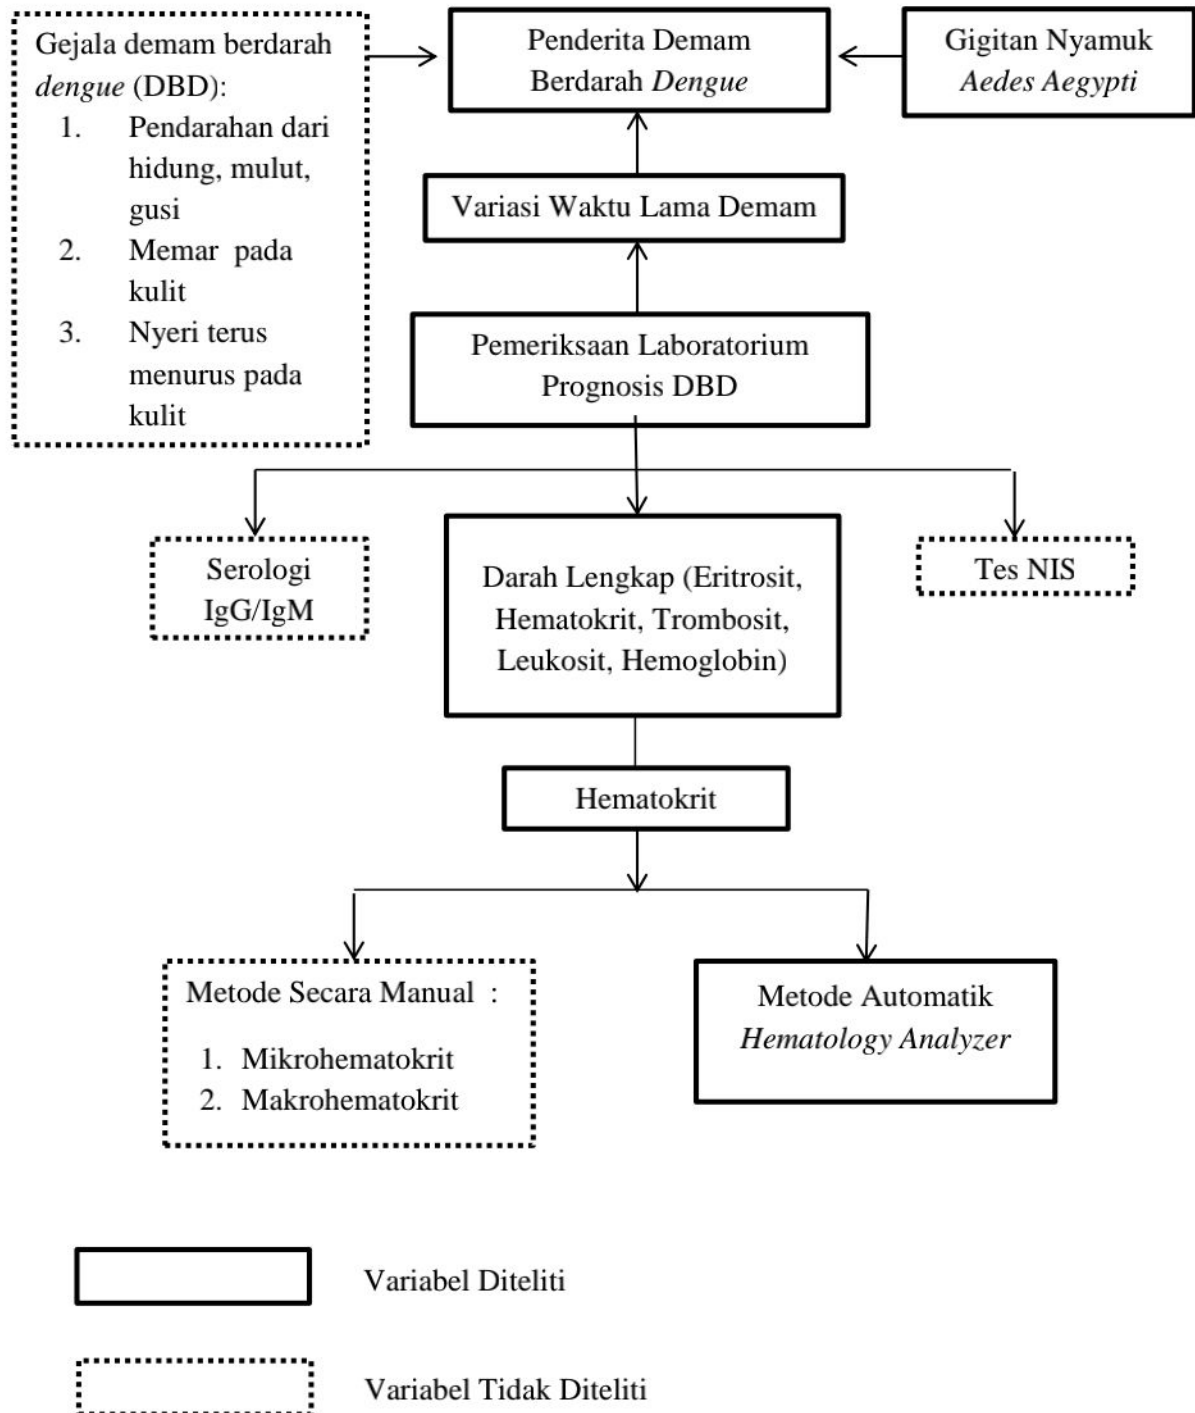 Gejala demam berdarah
dengue (DBD):
1. Pendarahan dari
hidung, mulut,
gusi
2. Memar pada
kulit
3. Nyeri terus
menurus pada
kulit
Penderita Demam
Berdarah Dengue
Gigitan Nyamuk
Aedes Aegypti
Variasi Waktu Lama Demam
Pemeriksaan Laboratorium
Prognosis DBD
Serologi
IgG/IgM
Darah Lengkap (Eritrosit,
Hematokrit, Trombosit,
Leukosit, Hemoglobin)
Tes NIS
Hematokrit
Metode Secara Manual :
1. Mikrohematokrit
2. Makrohematokrit
Metode Automatik
Hematology Analyzer
Variabel Diteliti
Variabel Tidak Diteliti